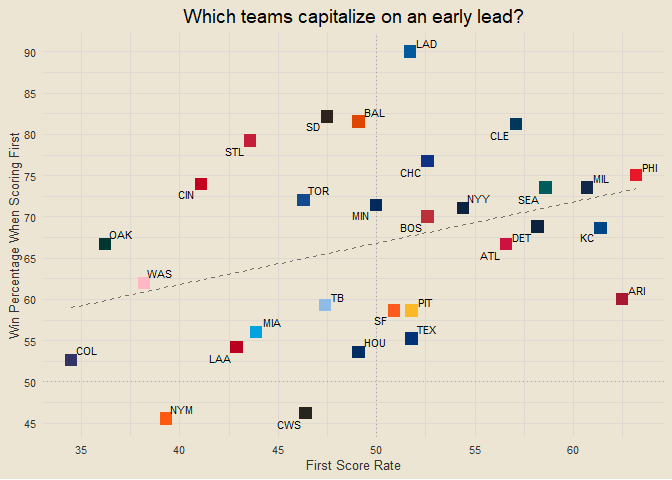 Which teams capitalize on an early lead?
Win Percentage When Scoring First
90
85
80
75
70
65
60
55
50
45
LAD
BAL
SD
CLE
STL
CHC
PHI
CIN
TOR
SEA
MIL
NYY
MIN
BOS
DET
KC
OAK
ATL
WAS
ARI
TB
PIT
SF
MIA
TEX
COL
LAA
HOU
NYM
CWS
35
40
45
50
55
60
First Score Rate